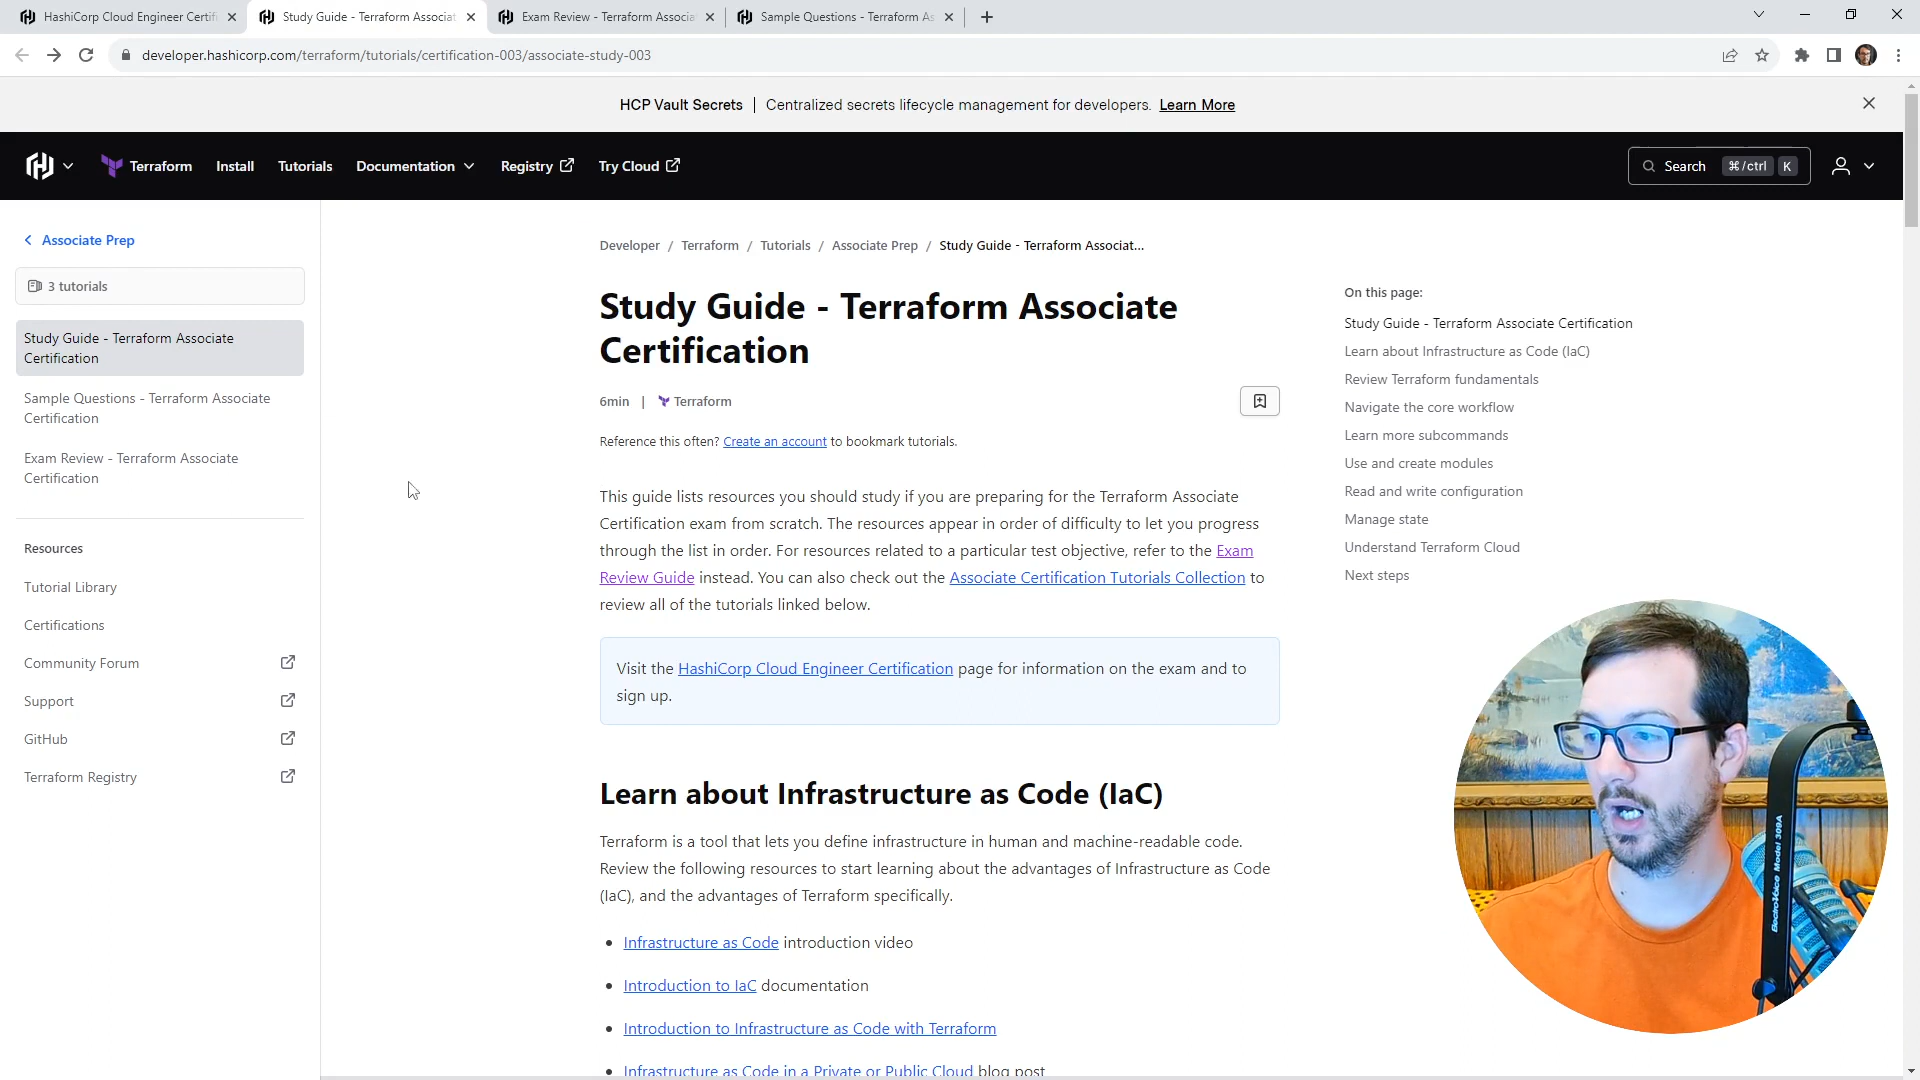 HashiCorp Cloud Engineer Certifi
Study Guide - Terraform Associat
Exam Review - Terraform Associa
Sample Questions - Terraform As
developer.hashicorp.com/terraform/tutorials/certification-003/associate-study-003
HCP Vault Secrets | Centralized secrets lifecycle management for developers. Learn More
Terraform Install Tutorials Documentation Registry Try Cloud Search ⌘/ctrl K
Associate Prep
3 tutorials
Study Guide - Terraform Associate
Certification
Sample Questions - Terraform Associate
Certification
Exam Review - Terraform Associate
Certification
Resources
Tutorial Library
Certifications
Community Forum
Support
GitHub
Terraform Registry
Developer / Terraform / Tutorials / Associate Prep / Study Guide - Terraform Associat...
Study Guide - Terraform Associate
Certification
6min | Terraform
Reference this often? Create an account to bookmark tutorials.
This guide lists resources you should study if you are preparing for the Terraform Associate
Certification exam from scratch. The resources appear in order of difficulty to let you progress
through the list in order. For resources related to a particular test objective, refer to the Exam
Review Guide instead. You can also check out the Associate Certification Tutorials Collection to
review all of the tutorials linked below.
Visit the HashiCorp Cloud Engineer Certification page for information on the exam and to
sign up.
Learn about Infrastructure as Code (IaC)
Terraform is a tool that lets you define infrastructure in human and machine-readable code.
Review the following resources to start learning about the advantages of Infrastructure as Code
(IaC), and the advantages of Terraform specifically.
• Infrastructure as Code introduction video
• Introduction to IaC documentation
• Introduction to Infrastructure as Code with Terraform
• Infrastructure as Code in a Private or Public Cloud blog post
On this page:
Study Guide - Terraform Associate Certification
Learn about Infrastructure as Code (IaC)
Review Terraform fundamentals
Navigate the core workflow
Learn more subcommands
Use and create modules
Read and write configuration
Manage state
Understand Terraform Cloud
Next steps
ElectroVoice Model 309A